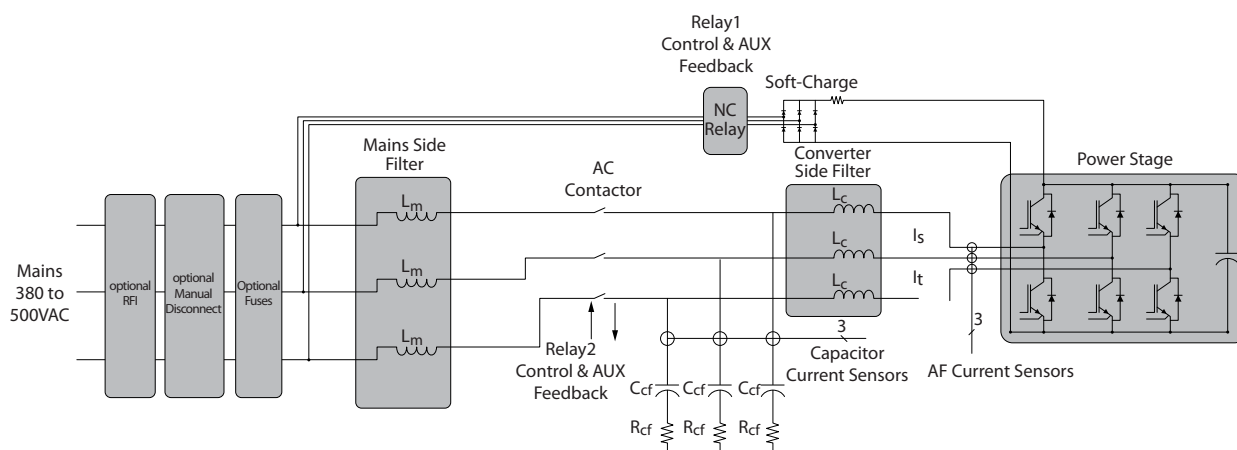 Relay1
Control & AUX
Feedback
Soft-Charge
NC
Relay
Mains Side
Filter
AC
Contactor
Converter
Side Filter
Power Stage
Lm
Lm
Lm
Lc
Lc
Lc
Is
It
Mains
380 to
500VAC
optional
RFI
optional
Manual
Disconnect
Optional
Fuses
Relay2
Control & AUX
Feedback
3
Capacitor
Current Sensors
3
AF Current Sensors
Ccf
Ccf
Ccf
Rcf
Rcf
Rcf